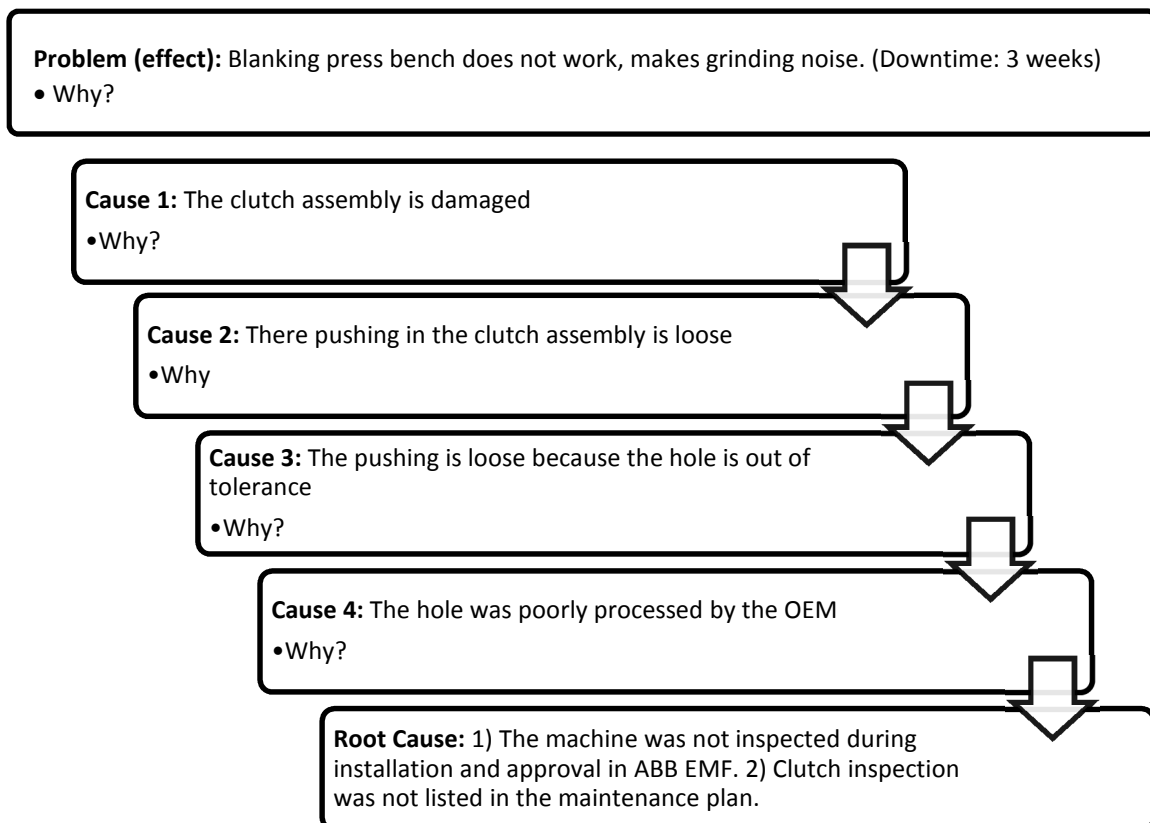 Problem (effect): Blanking press bench does not work, makes grinding noise. (Downtime: 3 weeks)
• Why?
Cause 1: The clutch assembly is damaged
•Why?
Cause 2: There pushing in the clutch assembly is loose
•Why
Cause 3: The pushing is loose because the hole is out of
tolerance
•Why?
Cause 4: The hole was poorly processed by the OEM
•Why?
Root Cause: 1) The machine was not inspected during
installation and approval in ABB EMF. 2) Clutch inspection
was not listed in the maintenance plan.